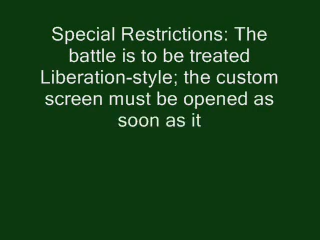 Special Restrictions: The
battle is to be treated
Liberation-style; the custom
screen must be opened as
soon as it